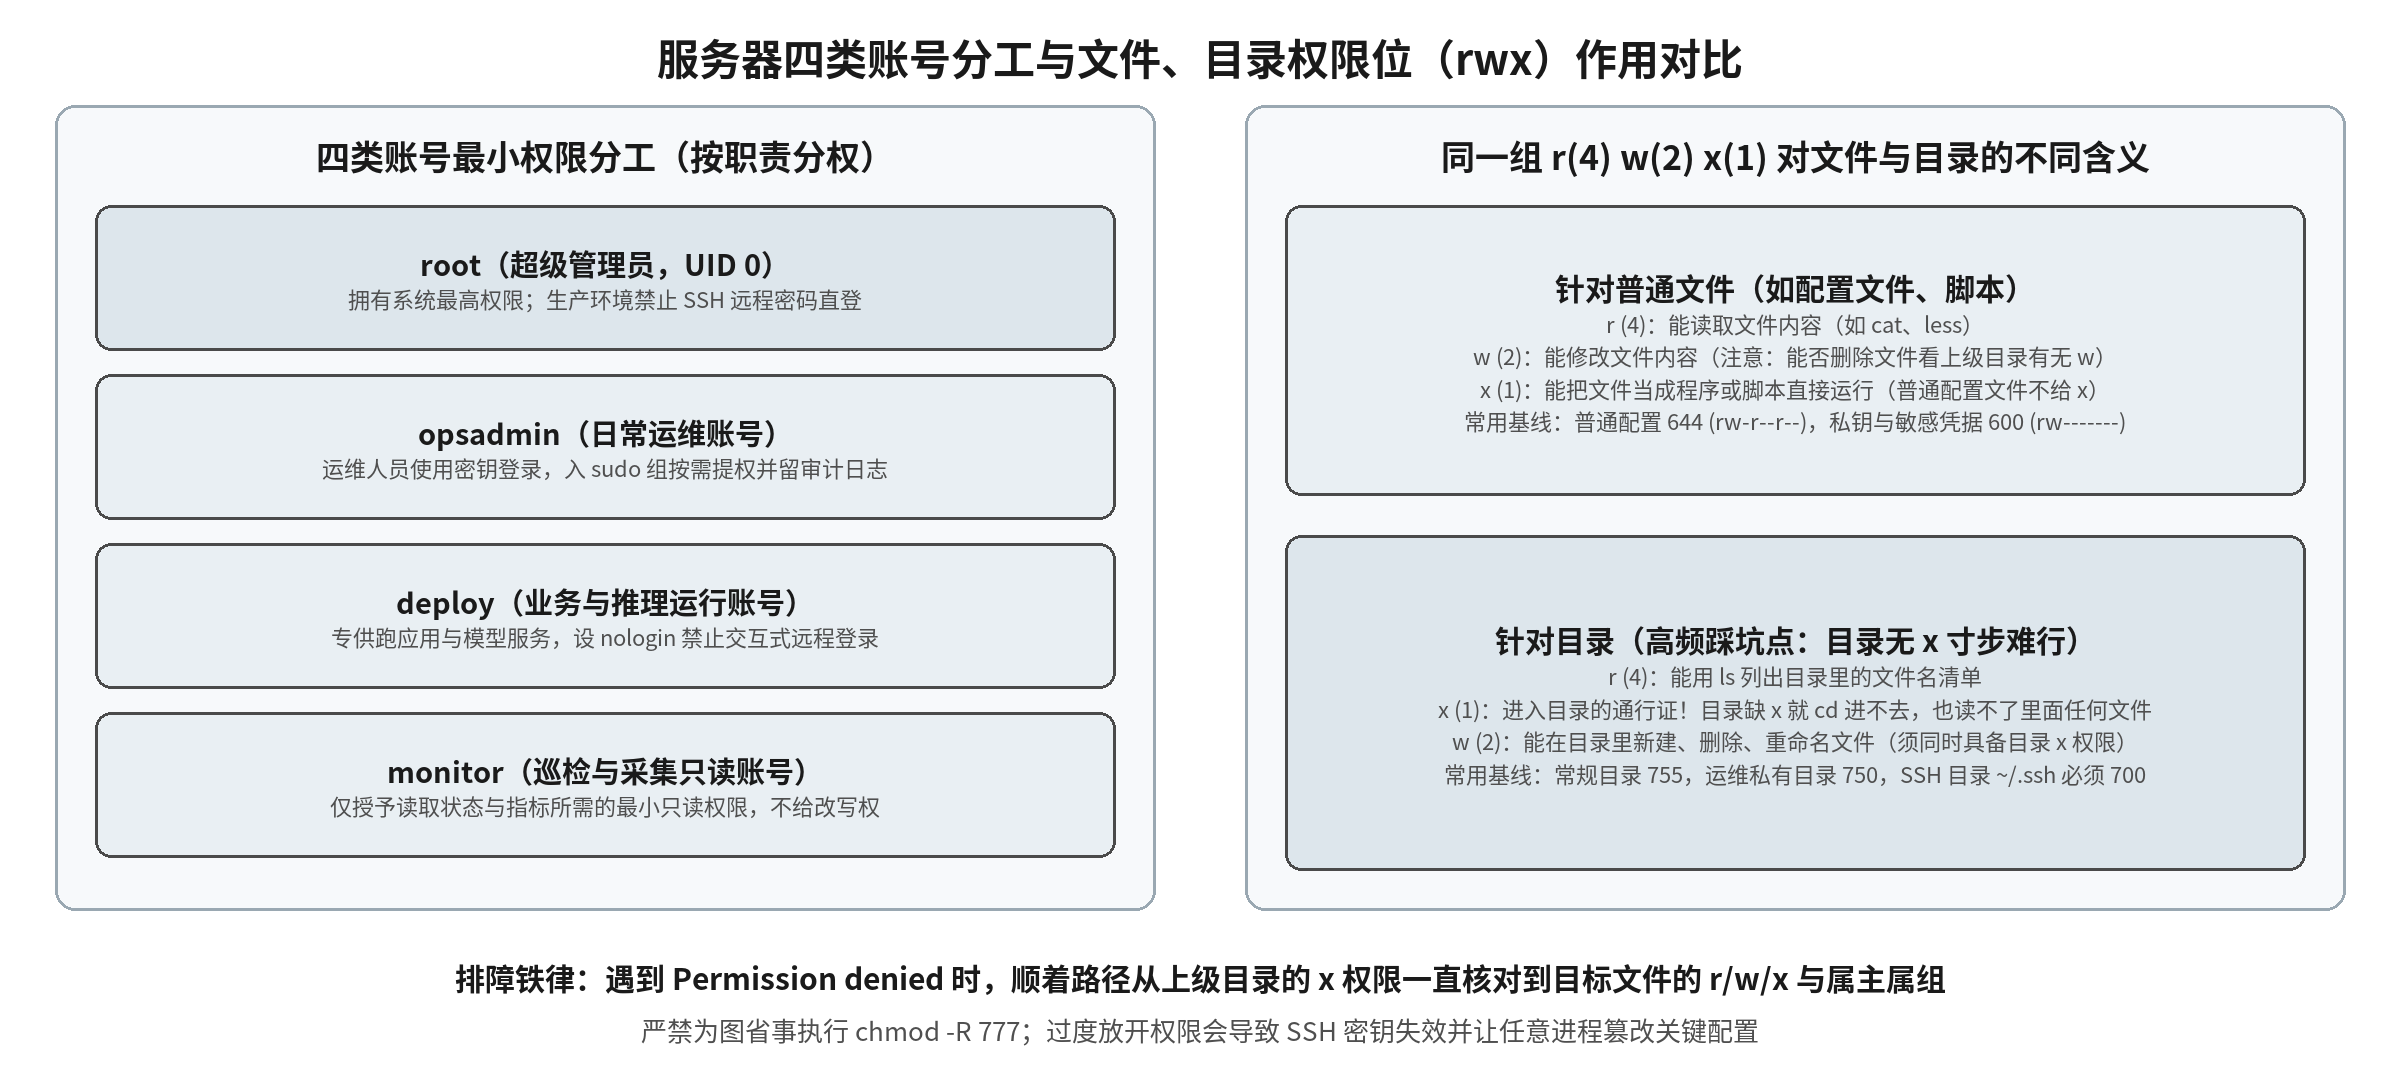 服务器四类账号分工与文件、目录权限位（rwx）作用对比
四类账号最小权限分工（按职责分权）
root（超级管理员，UID 0）
拥有系统最高权限；生产环境禁止 SSH 远程密码直登
opsadmin（日常运维账号）
运维人员使用密钥登录，入 sudo 组按需提权并留审计日志
deploy（业务与推理运行账号）
专供跑应用与模型服务，设 nologin 禁止交互式远程登录
monitor（巡检与采集只读账号）
仅授予读取状态与指标所需的最小只读权限，不给改写权
同一组 r(4) w(2) x(1) 对文件与目录的不同含义
针对普通文件（如配置文件、脚本）
r (4)：能读取文件内容（如 cat、less）
w (2)：能修改文件内容（注意：能否删除文件看上级目录有无 w）
x (1)：能把文件当成程序或脚本直接运行（普通配置文件不给 x）
常用基线：普通配置 644 (rw-r--r--)，私钥与敏感凭据 600 (rw-------)
针对目录（高频踩坑点：目录无 x 寸步难行）
r (4)：能用 ls 列出目录里的文件名清单
x (1)：进入目录的通行证！目录缺 x 就 cd 进不去，也读不了里面任何文件
w (2)：能在目录里新建、删除、重命名文件（须同时具备目录 x 权限）
常用基线：常规目录 755，运维私有目录 750，SSH 目录 ~/.ssh 必须 700
排障铁律：遇到 Permission denied 时，顺着路径从上级目录的 x 权限一直核对到目标文件的 r/w/x 与属主属组
严禁为图省事执行 chmod -R 777；过度放开权限会导致 SSH 密钥失效并让任意进程篡改关键配置